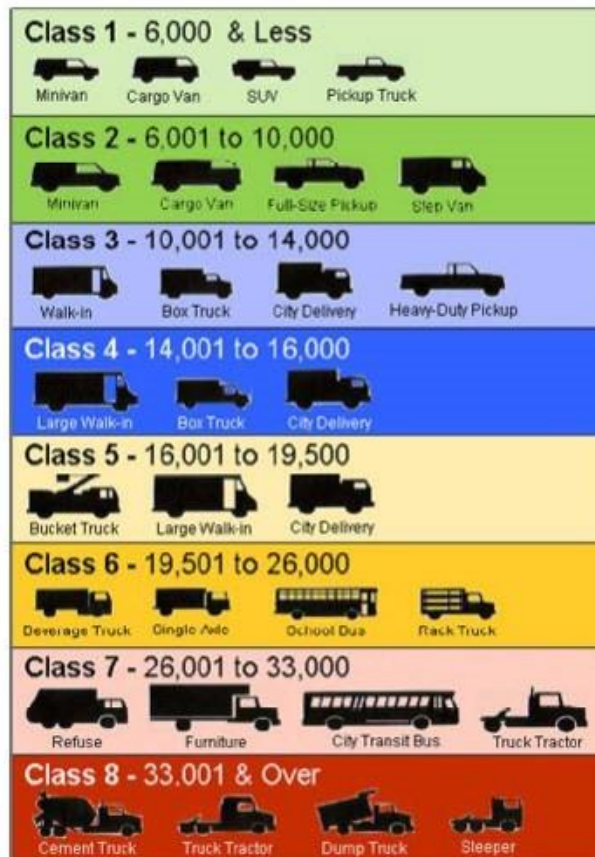 Class 1 - 6,000 & Less
Minivan Cargo Van SUV Pickup Truck
Class 2 - 6,001 to 10,000
Minivan Cargo Van Full-Size Pickup Step Van
Class 3 - 10,001 to 14,000
Walk-in Box Truck City Delivery Heavy-Duty Pickup
Class 4 - 14,001 to 16,000
Large Walk-in Box Truck City Delivery
Class 5 - 16,001 to 19,500
Bucket Truck Large Walk-in City Delivery
Class 6 - 19,501 to 26,000
Beverage Truck Single Axle School Bus Rack Truck
Class 7 - 26,001 to 33,000
Refuse Furniture City Transit Bus Truck Tractor
Class 8 - 33.001 & Over
Cement Truck Truck Tractor Dump Truck Sleeper